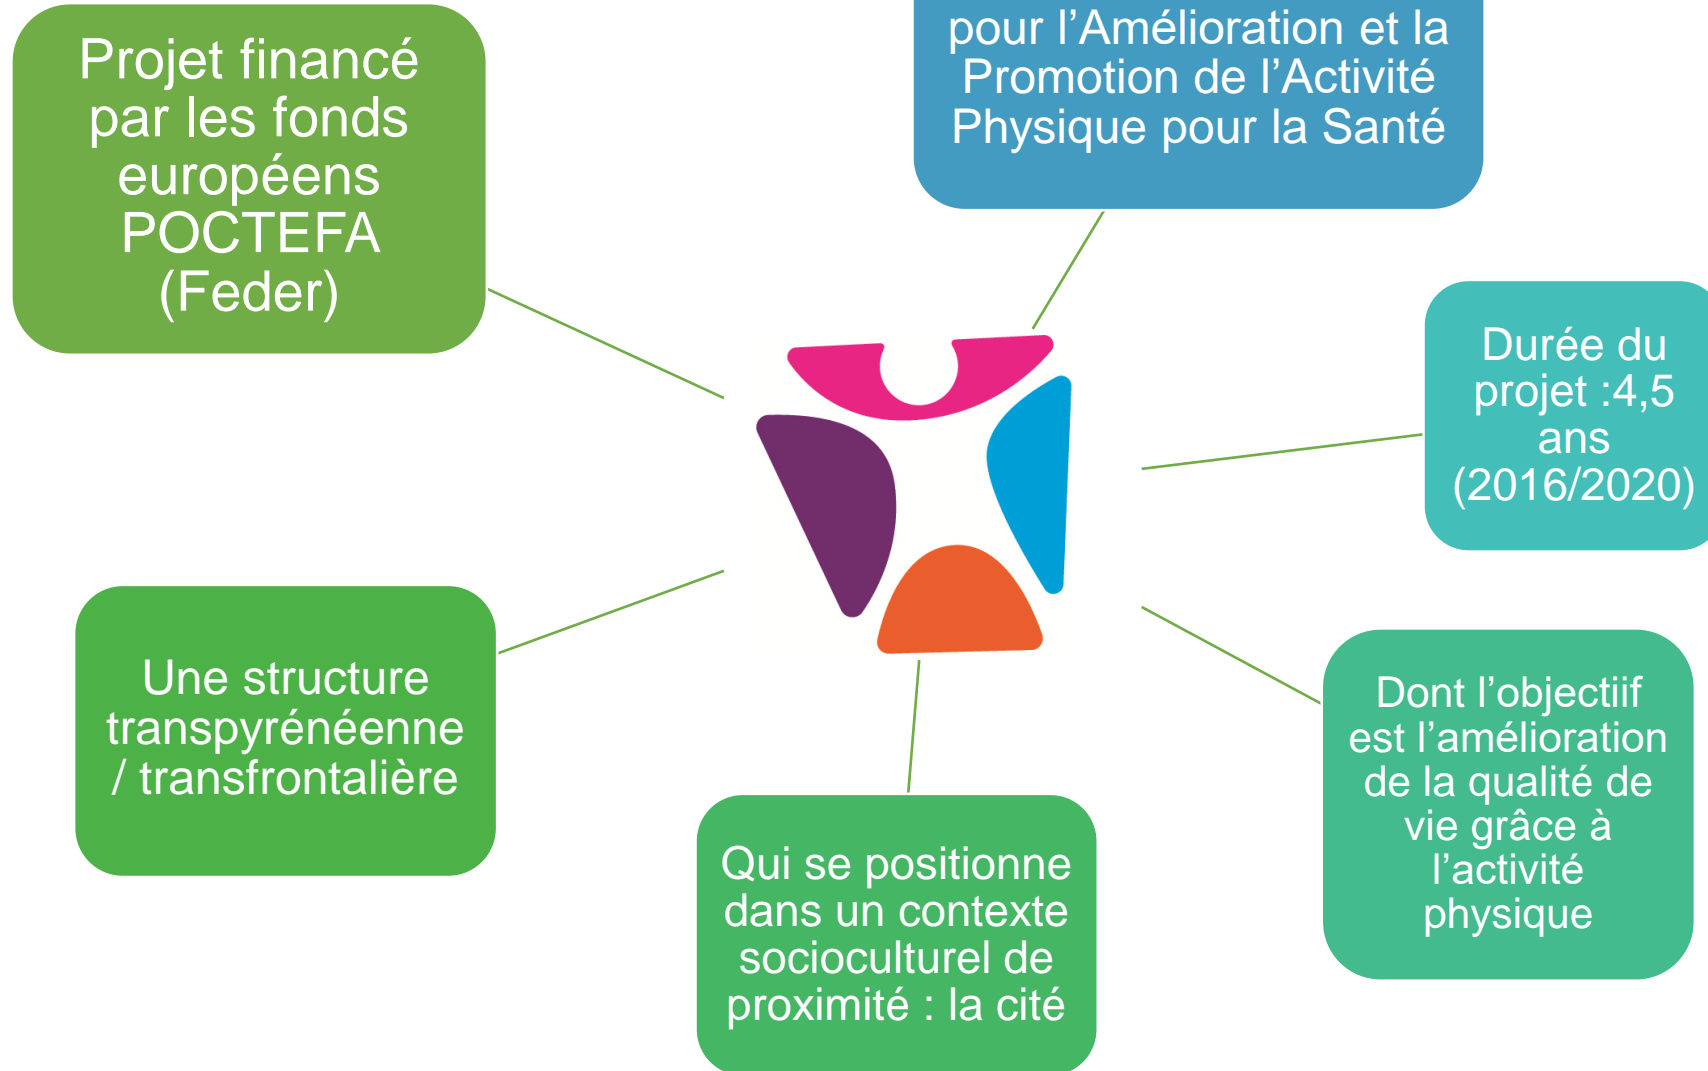 Projet financé
par les fonds
européens
POCTEFA
(Feder)
pour l’Amélioration et la
Promotion de l’Activité
Physique pour la Santé
Durée du
projet :4,5
ans
(2016/2020)
Dont l’objectiif
est l’amélioration
de la qualité de
vie grâce à
l’activité
physique
Qui se positionne
dans un contexte
socioculturel de
proximité : la cité
Une structure
transpyrénéenne
/ transfrontalière